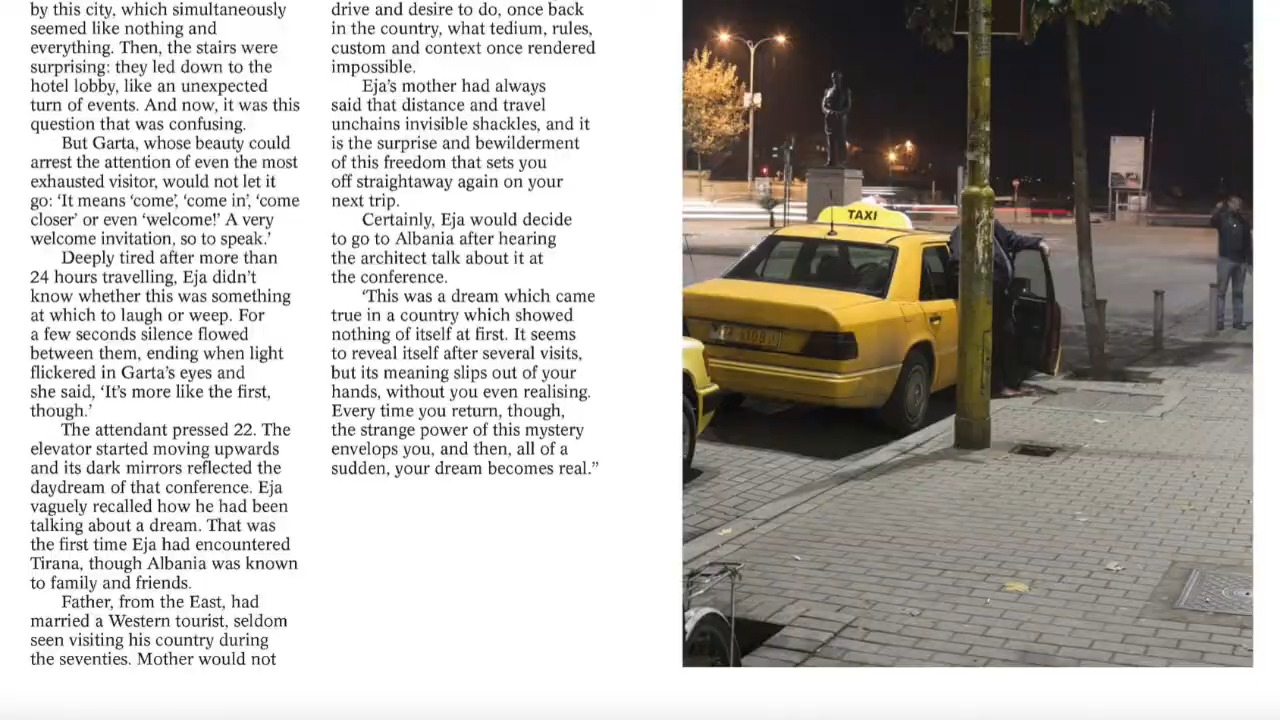 by this city, which simultaneously
seemed like nothing and
everything. Then, the stairs were
surprising: they led down to the
hotel lobby, like an unexpected
turn of events. And now, it was this
question that was confusing.
But Garta, whose beauty could
arrest the attention of even the most
exhausted visitor, would not let it
go: ‘It means ‘come’, ‘come in’, ‘come
closer’ or even ‘welcome!’ A very
welcome invitation, so to speak.’
Deeply tired after more than
24 hours travelling, Eja didn’t
know whether this was something
at which to laugh or weep. For
a few seconds silence flowed
between them, ending when light
flickered in Garta’s eyes and
she said, ‘It’s more like the first,
though.’
The attendant pressed 22. The
elevator started moving upwards
and its dark mirrors reflected the
daydream of that conference. Eja
vaguely recalled how he had been
talking about a dream. That was
the first time Eja had encountered
Tirana, though Albania was known
to family and friends.
Father, from the East, had
married a Western tourist, seldom
seen visiting his country during
the seventies. Mother would not
drive and desire to do, once back
in the country, what tedium, rules,
custom and context once rendered
impossible.
Eja’s mother had always
said that distance and travel
unchains invisible shackles, and it
is the surprise and bewilderment
of this freedom that sets you
off straightaway again on your
next trip.
Certainly, Eja would decide
to go to Albania after hearing
the architect talk about it at
the conference.
‘This was a dream which came
true in a country which showed
nothing of itself at first. It seems
to reveal itself after several visits,
but its meaning slips out of your
hands, without you even realising.
Every time you return, though,
the strange power of this mystery
envelops you, and then, all of a
sudden, your dream becomes real.”
TAXI